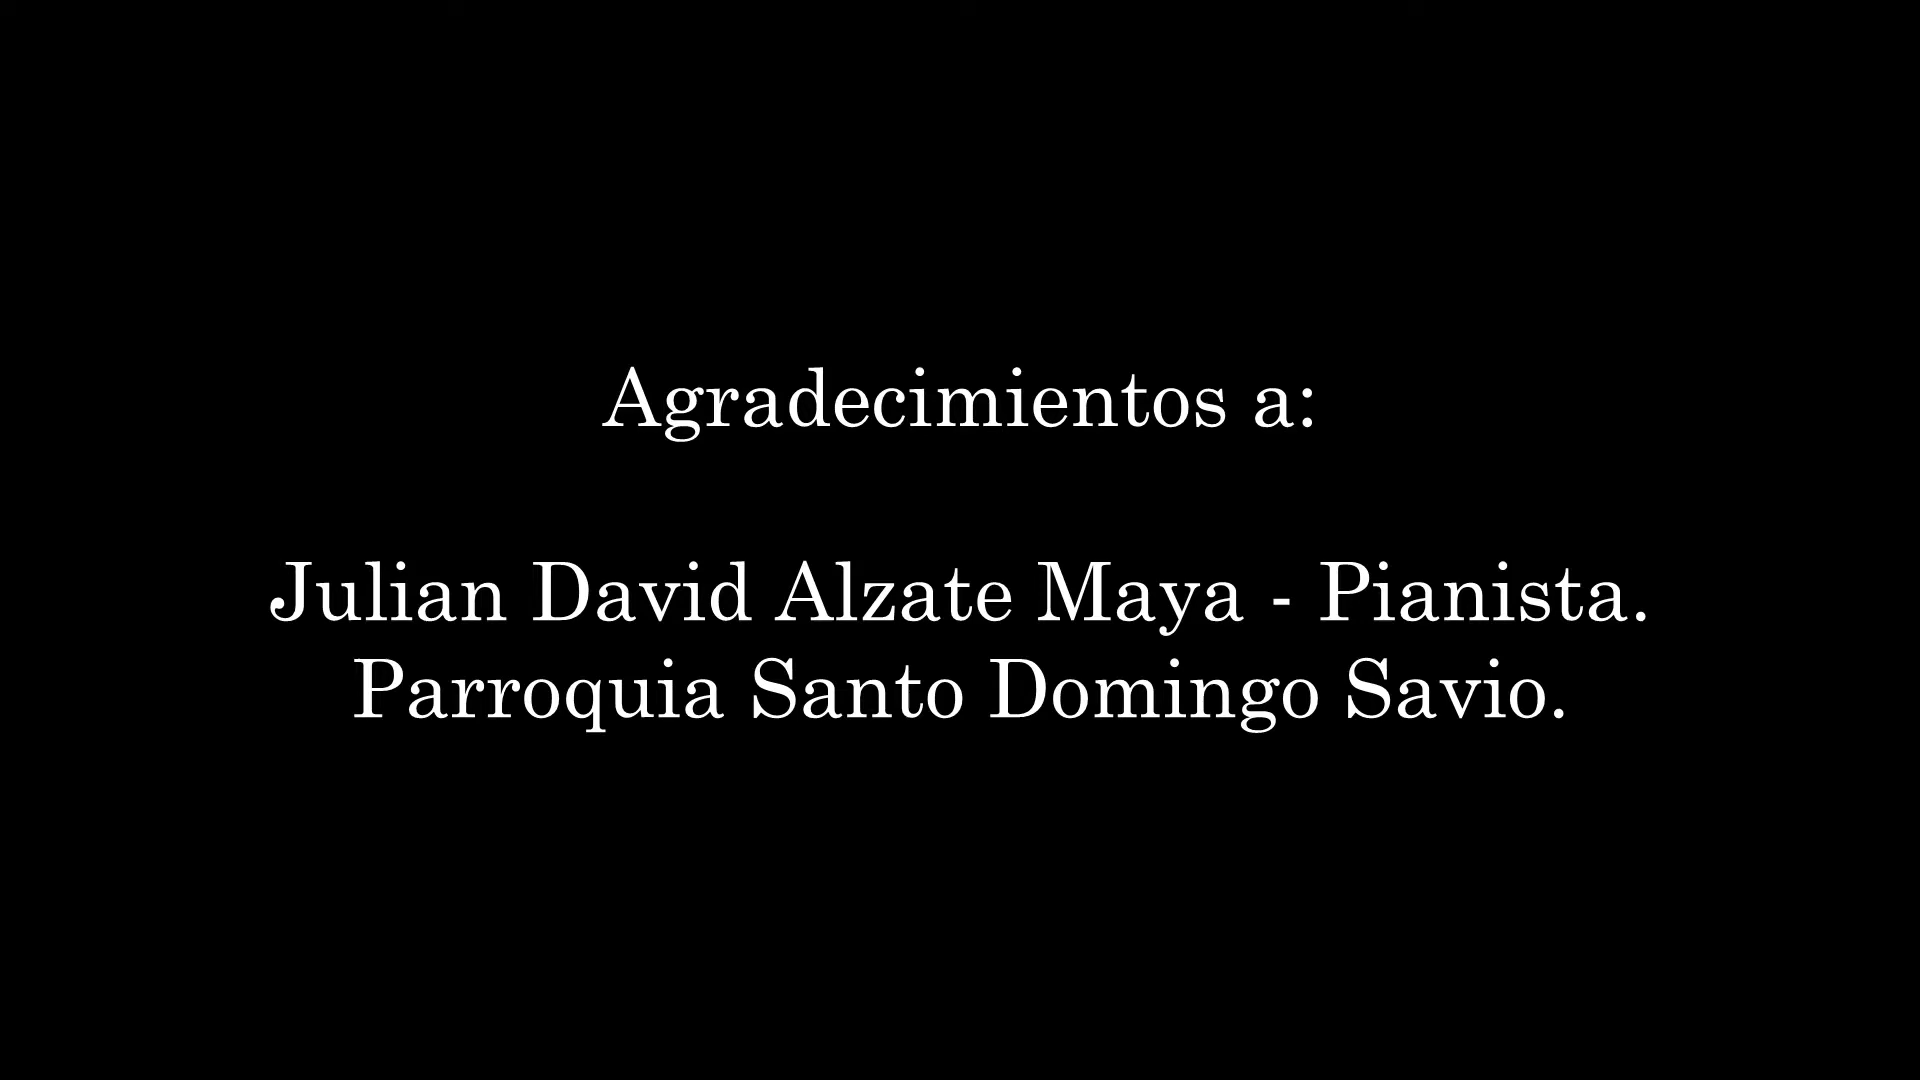 Agradecimientos a:
Julian David Alzate Maya - Pianista.
Parroquia Santo Domingo Savio.